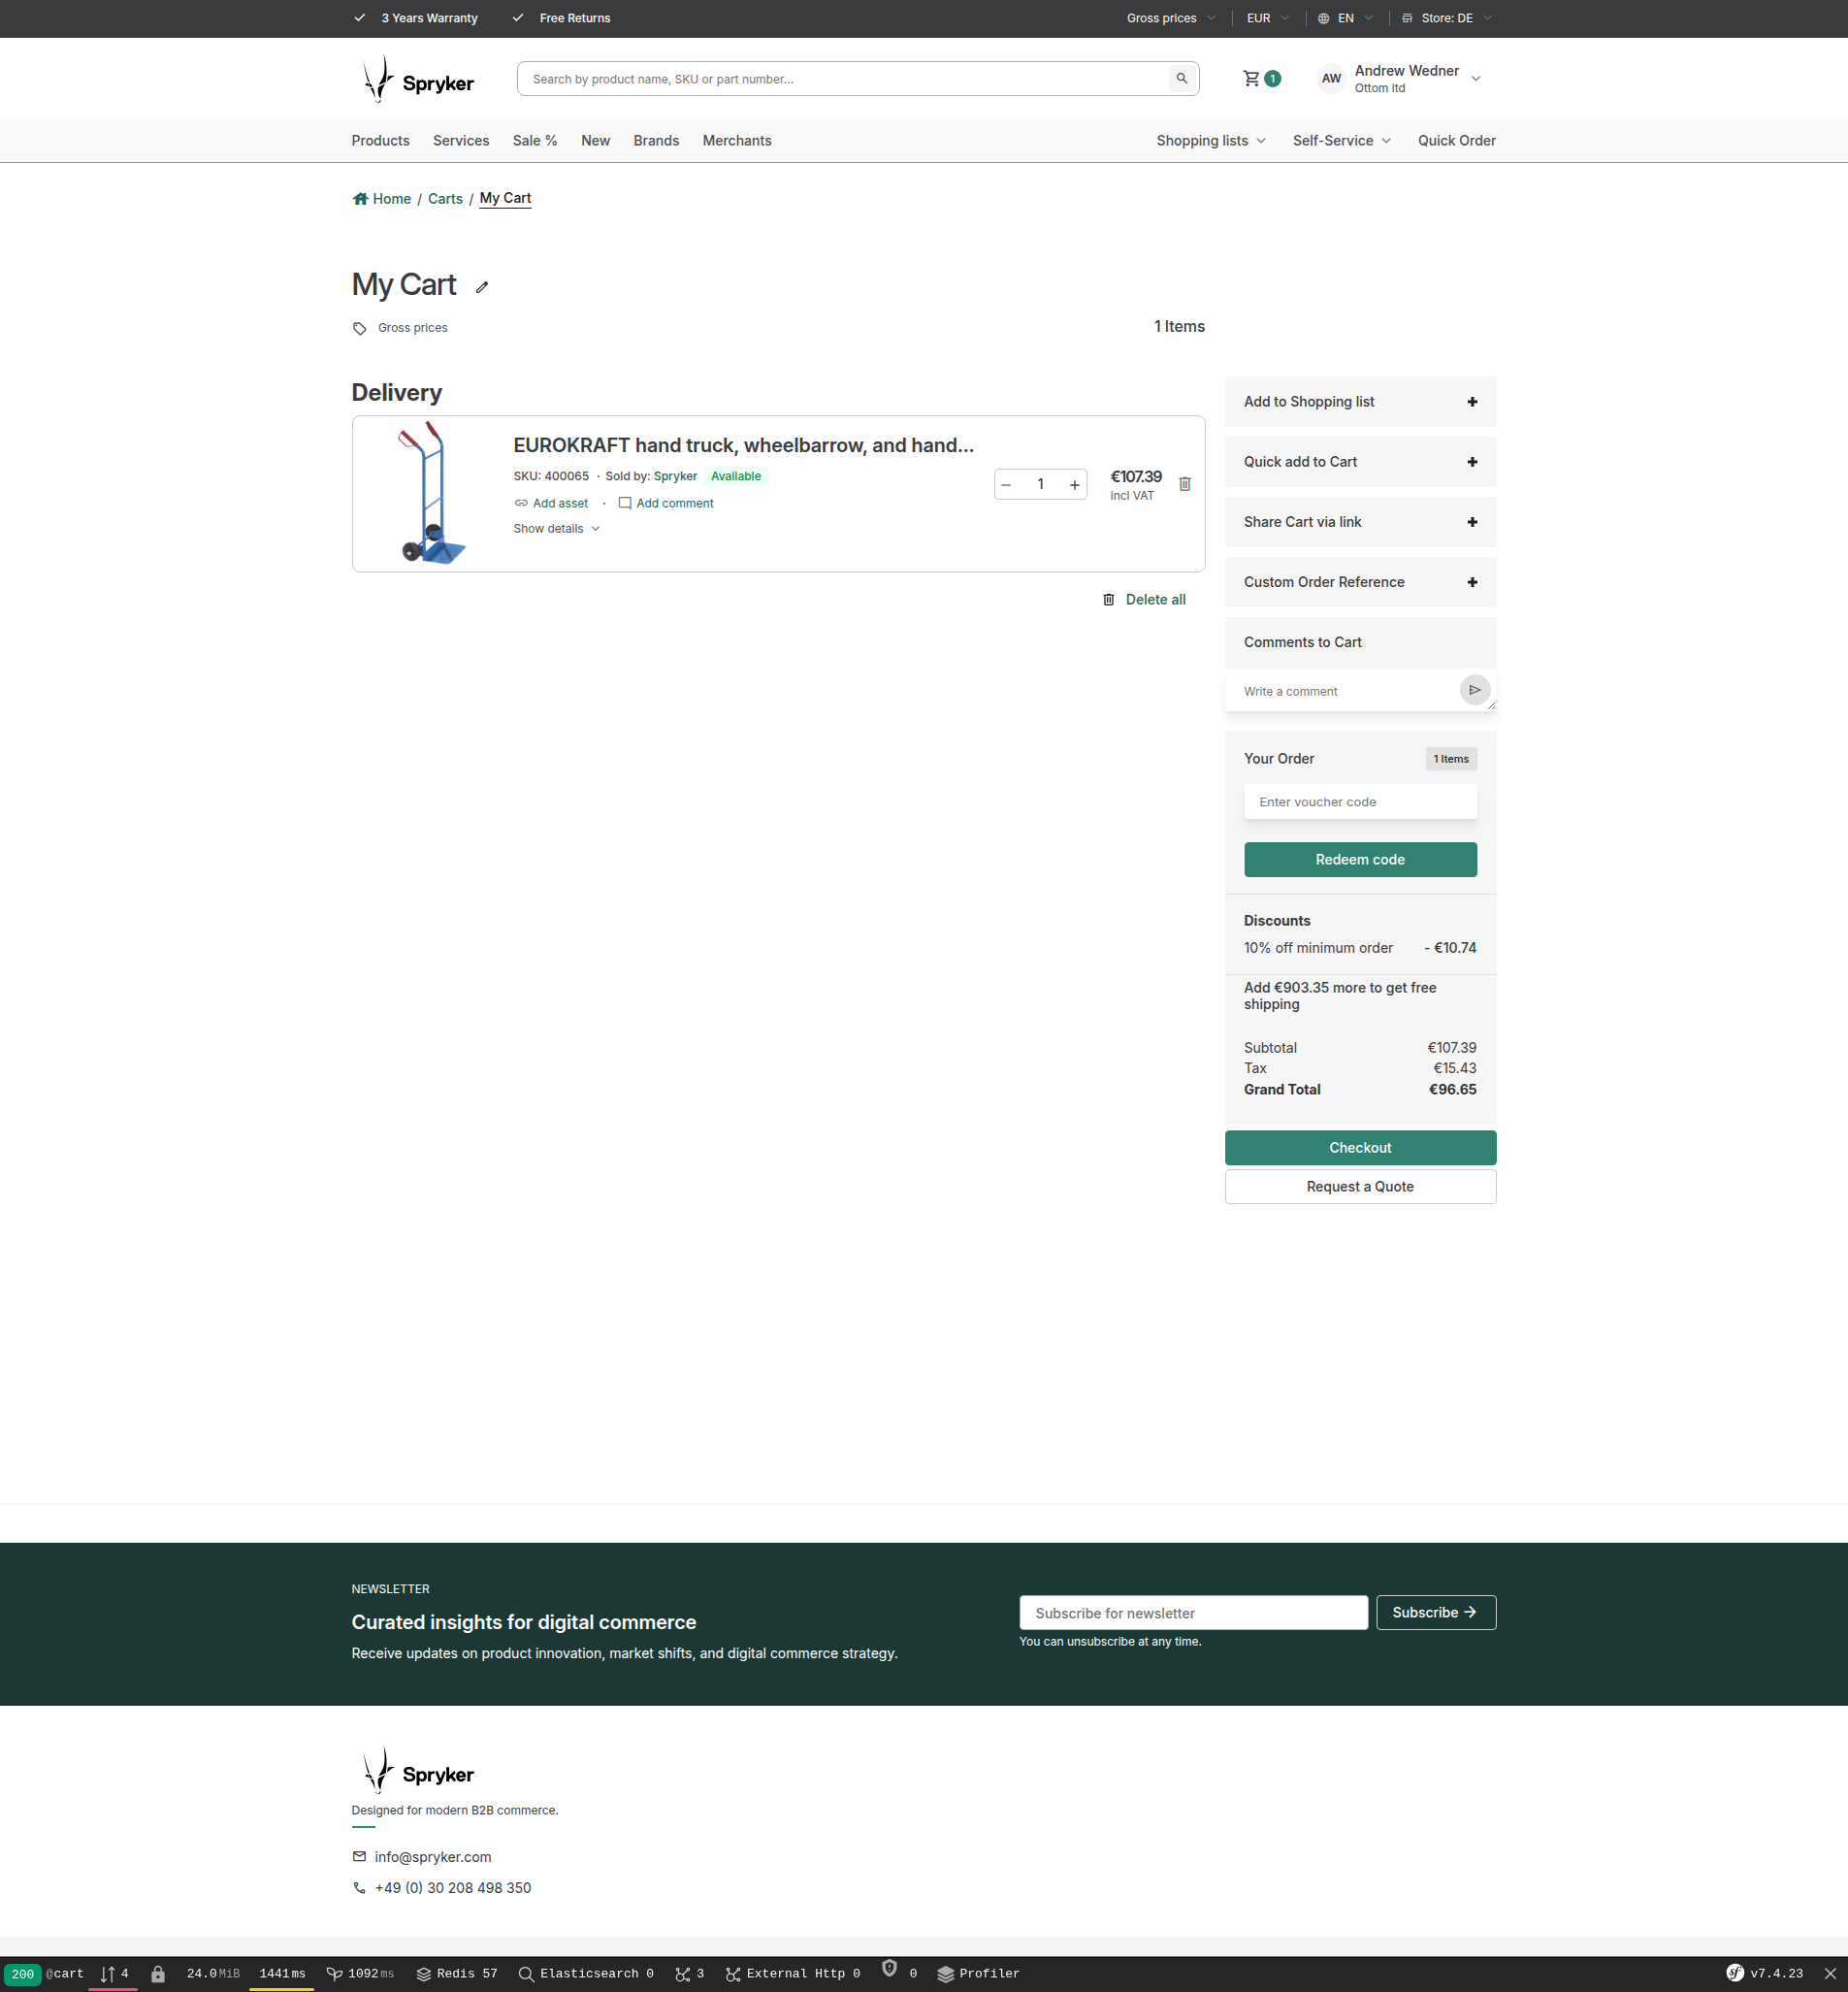 3 Years Warranty
Free Returns
Gross prices
EUR
EN
Store: DE
Spryker
Search by product name, SKU or part number...
1
AW
Andrew Wedner
Ottom ltd
Products
Services
Sale %
New
Brands
Merchants
Shopping lists
Self-Service
Quick Order
Home / Carts / My Cart
My Cart
Gross prices
1 Items
Delivery
EUROKRAFT hand truck, wheelbarrow, and hand...
SKU: 400065 · Sold by: Spryker Available
Add asset · Add comment
Show details
− 1 +
€107.39
incl VAT
Delete all
Add to Shopping list
Quick add to Cart
Share Cart via link
Custom Order Reference
Comments to Cart
Write a comment
Your Order
1 Items
Enter voucher code
Redeem code
Discounts
10% off minimum order - €10.74
Add €903.35 more to get free
shipping
Subtotal €107.39
Tax €15.43
Grand Total €96.65
Checkout
Request a Quote
NEWSLETTER
Curated insights for digital commerce
Receive updates on product innovation, market shifts, and digital commerce strategy.
Subscribe for newsletter
Subscribe
You can unsubscribe at any time.
Spryker
Designed for modern B2B commerce.
info@spryker.com
+49 (0) 30 208 498 350
200 @cart 4 24.0 MiB 1441 ms 1092 ms Redis 57 Elasticsearch 0 3 External Http 0 0 Profiler sf v7.4.23